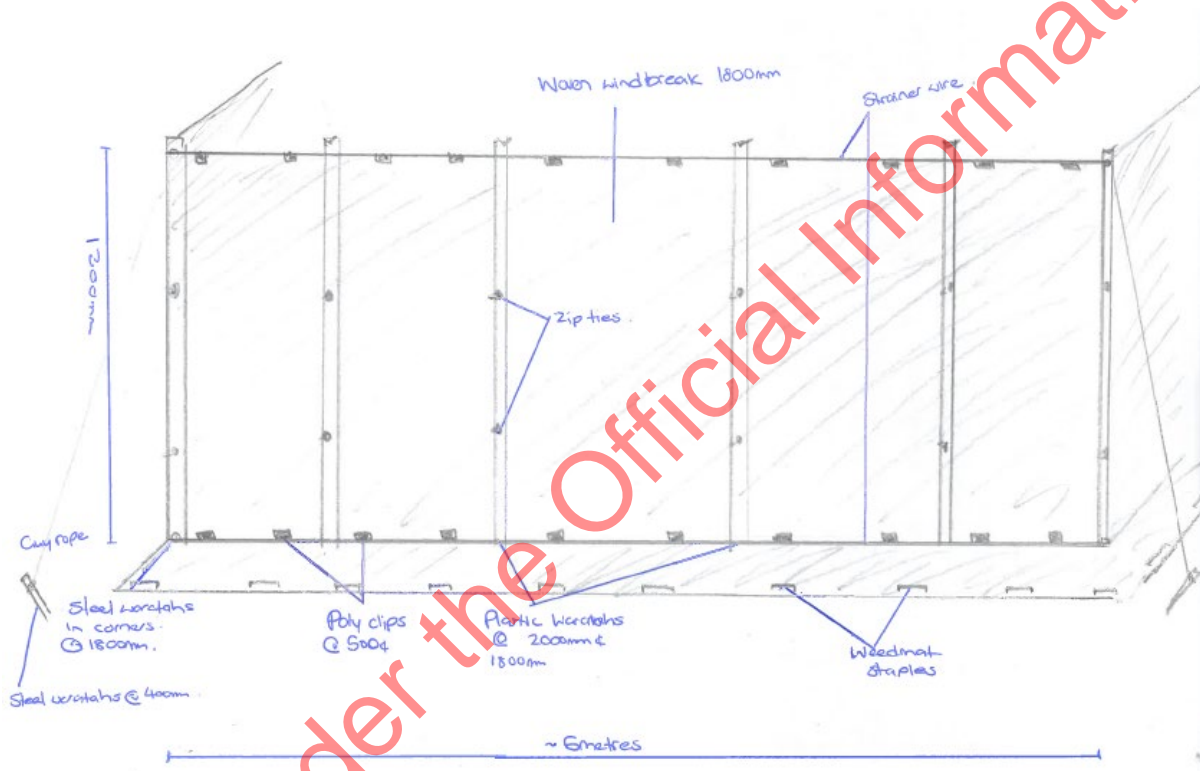 Woven windbreak 1800mm
Strainer wire
1200mm
Zip ties
Guy rope
Steel waratahs
in corners.
@ 1800mm.
Poly clips
@ 500¢
Plastic waratahs
@ 2000mm ¢
1800mm
Weedmat
staples
Steel waratahs @ 400mm
~ 6metres
der the Official Informati